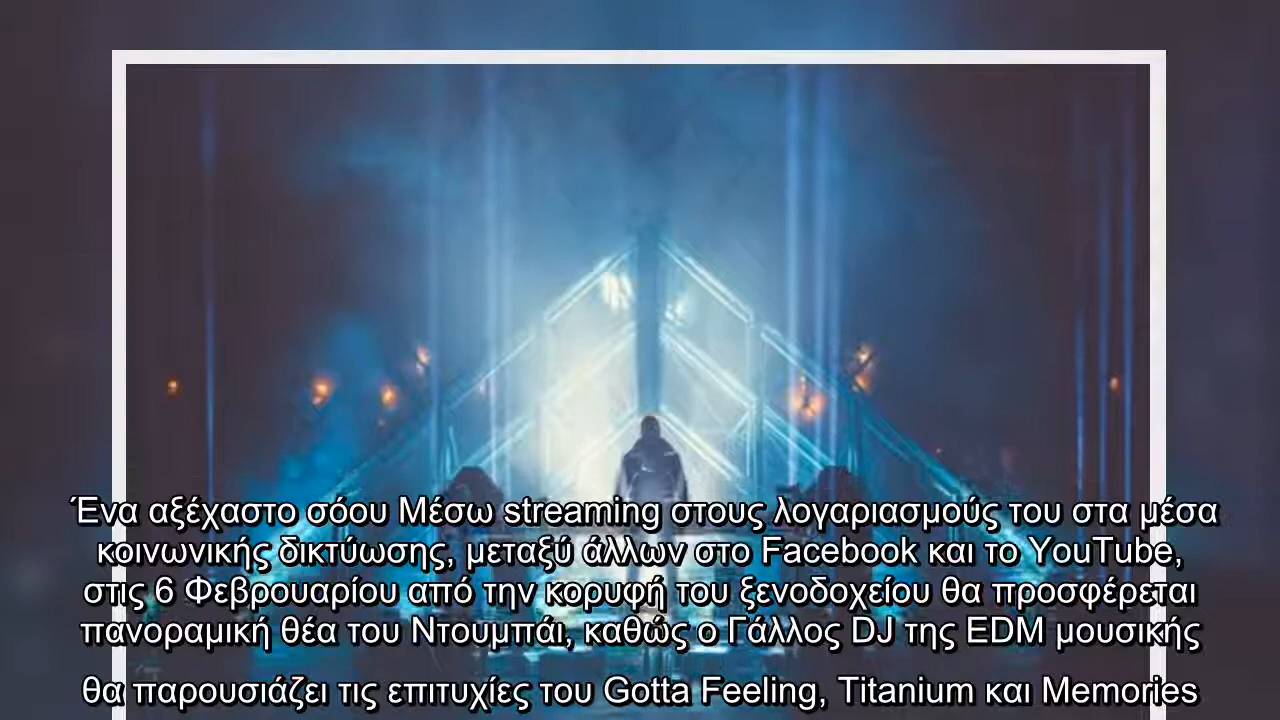 Ένα αξέχαστο σόου Μέσω streaming στους λογαριασμούς του στα μέσα
κοινωνικής δικτύωσης, μεταξύ άλλων στο Facebook και το YouTube,
στις 6 Φεβρουαρίου από την κορυφή του ξενοδοχείου θα προσφέρεται
πανοραμική θέα του Ντουμπάι, καθώς ο Γάλλος DJ της EDM μουσικής
θα παρουσιάζει τις επιτυχίες του Gotta Feeling, Titanium και Memories